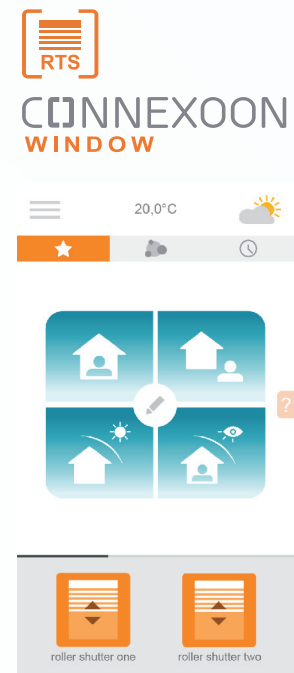 RTS
CONNEXOON
WINDOW
20,0°C
?
roller shutter one
roller shutter two